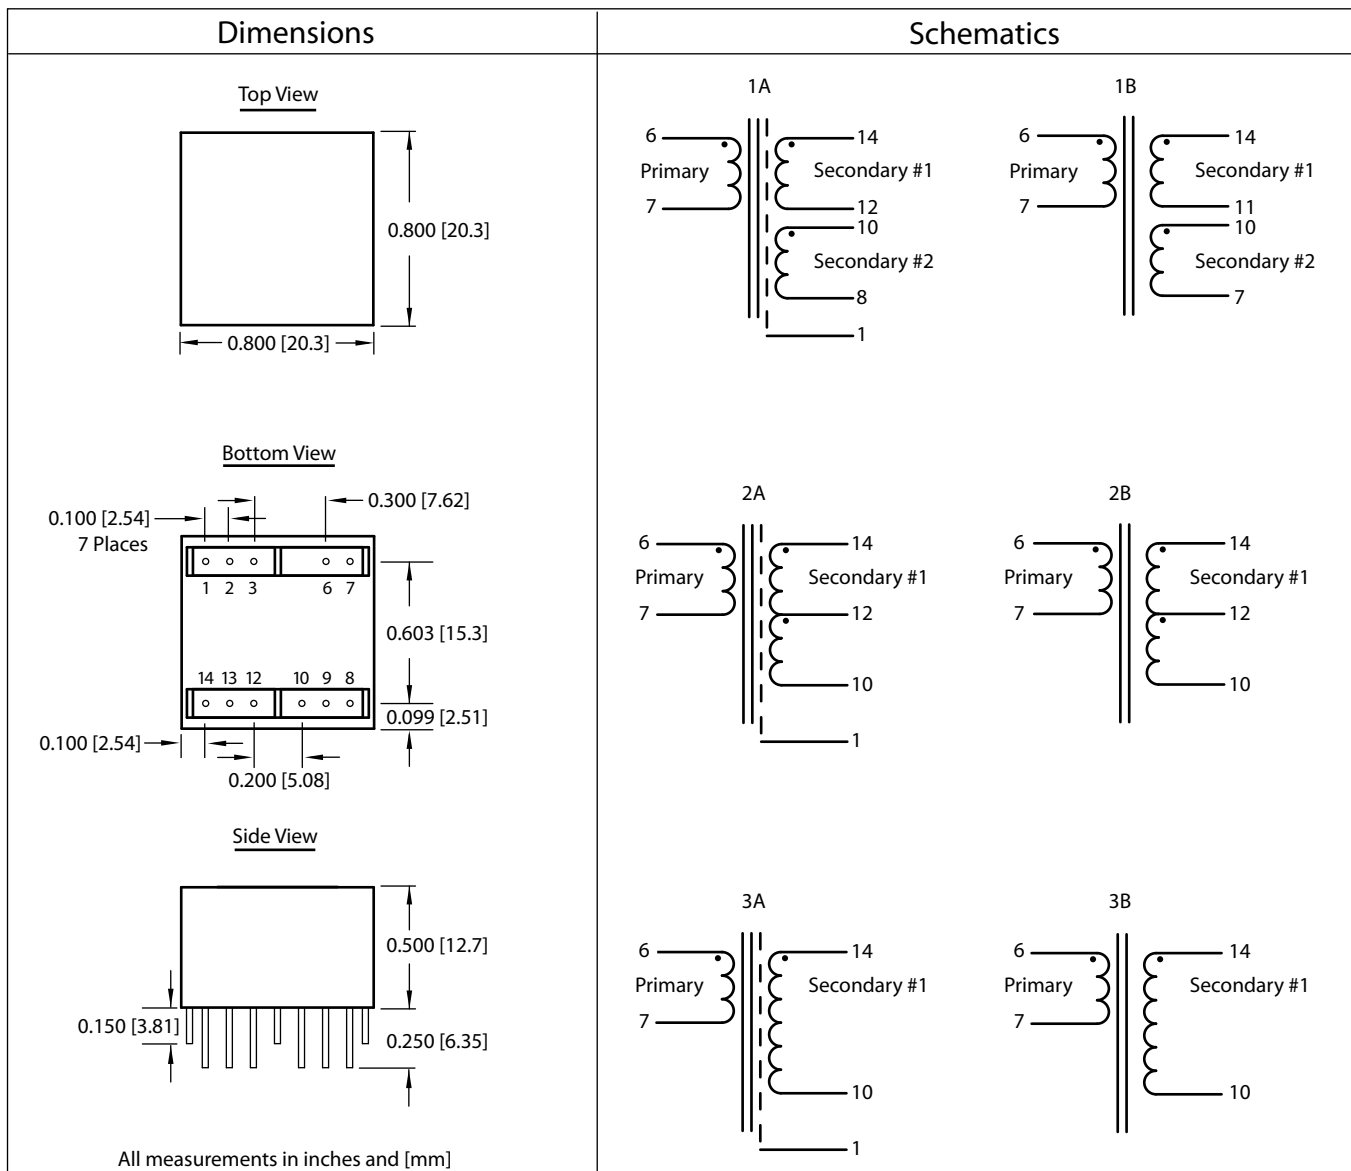 Dimensions
Top View
0.800 [20.3]
0.800 [20.3]
Bottom View
0.300 [7.62]
0.100 [2.54]
7 Places
1 2 3 6 7
0.603 [15.3]
14 13 12 10 9 8
0.099 [2.51]
0.100 [2.54]
0.200 [5.08]
Side View
0.500 [12.7]
0.150 [3.81]
0.250 [6.35]
All measurements in inches and [mm]
Schematics
1A
6
14
Primary
Secondary #1
7
12
10
Secondary #2
8
1
1B
6
14
Primary
Secondary #1
7
11
10
Secondary #2
7
2A
6
14
Primary
Secondary #1
7
12
10
1
2B
6
14
Primary
Secondary #1
7
12
10
3A
6
14
Primary
Secondary #1
7
10
1
3B
6
14
Primary
Secondary #1
7
10